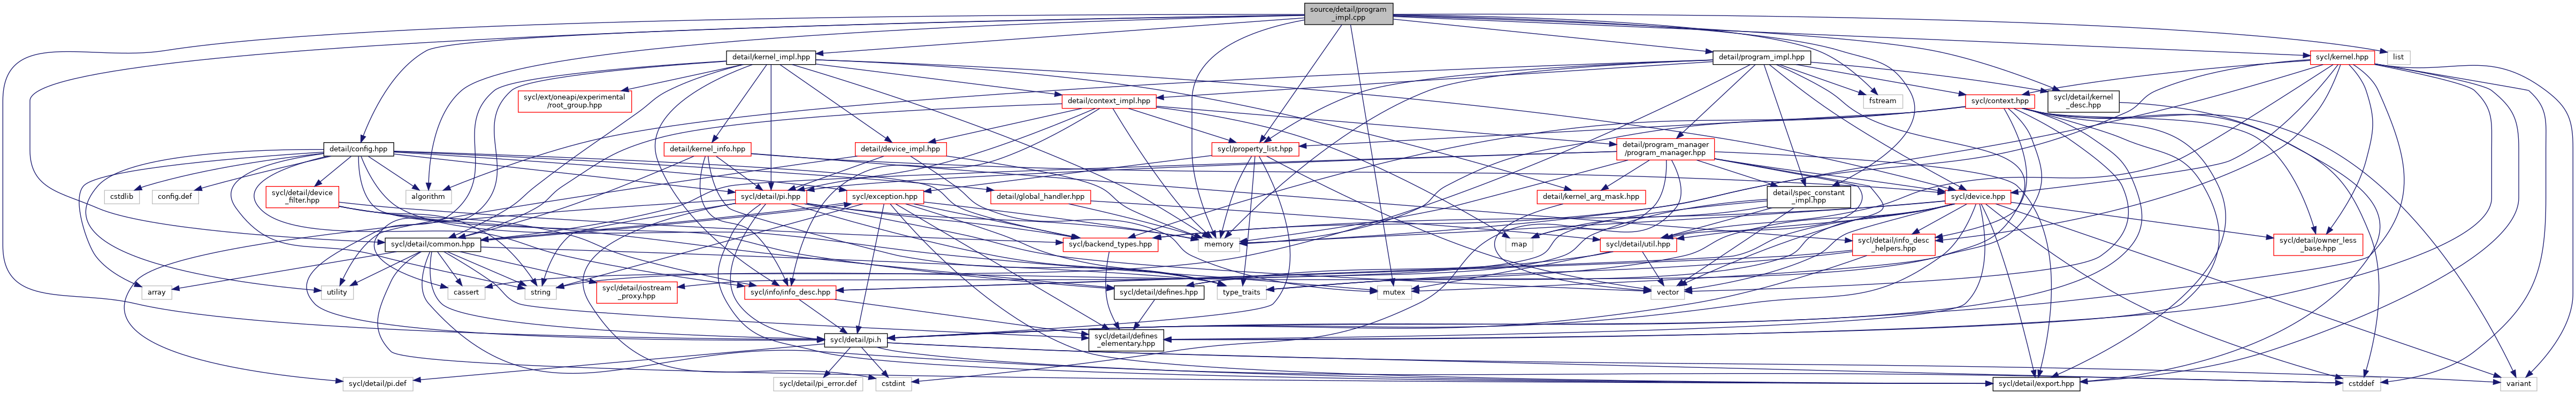 source/detail/program
_impl.cpp
detail/kernel_impl.hpp
detail/program_impl.hpp
sycl/kernel.hpp
list
sycl/ext/oneapi/experimental
/root_group.hpp
detail/context_impl.hpp
fstream
sycl/context.hpp
sycl/detail/kernel
_desc.hpp
detail/config.hpp
detail/kernel_info.hpp
detail/device_impl.hpp
sycl/property_list.hpp
detail/program_manager
/program_manager.hpp
cstdlib
config.def
sycl/detail/device
_filter.hpp
algorithm
sycl/detail/pi.hpp
sycl/exception.hpp
detail/global_handler.hpp
detail/kernel_arg_mask.hpp
detail/spec_constant
_impl.hpp
sycl/device.hpp
sycl/detail/common.hpp
sycl/backend_types.hpp
memory
map
sycl/detail/util.hpp
sycl/detail/info_desc
_helpers.hpp
sycl/detail/owner_less
_base.hpp
array
utility
cassert
string
sycl/detail/iostream
_proxy.hpp
sycl/info/info_desc.hpp
sycl/detail/defines.hpp
type_traits
mutex
vector
sycl/detail/pi.h
sycl/detail/defines
_elementary.hpp
sycl/detail/pi.def
sycl/detail/pi_error.def
cstdint
sycl/detail/export.hpp
cstddef
variant